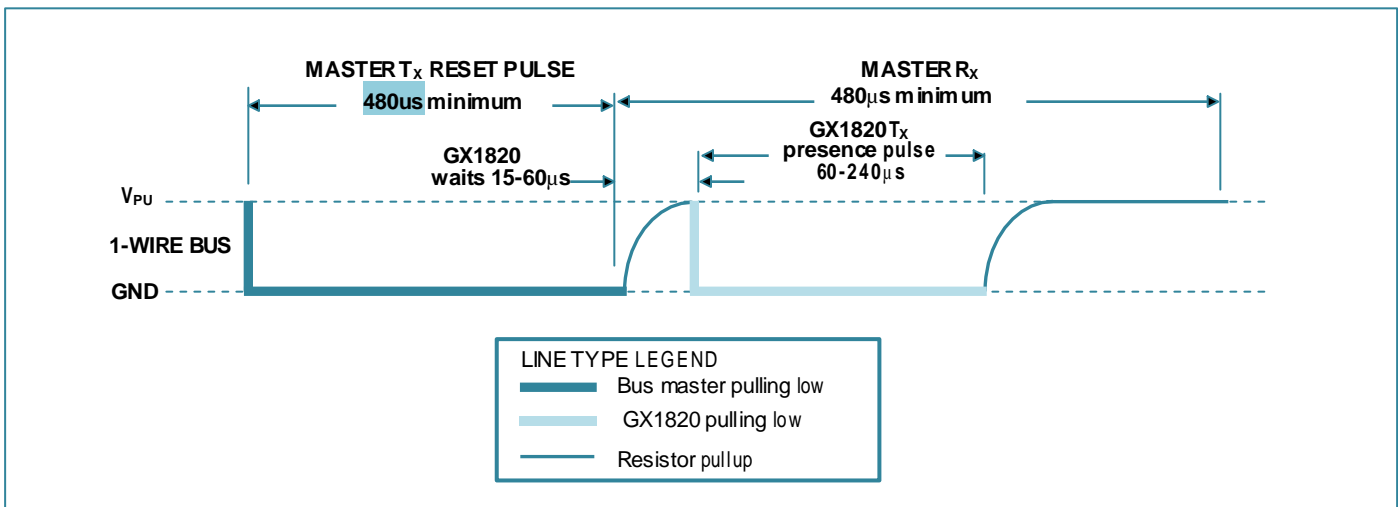 MASTER TX RESET PULSE
480us minimum
MASTER RX
480μs minimum
GX1820 TX
presence pulse
60-240μs
GX1820
waits 15-60μs
VPU
1-WIRE BUS
GND
LINE TYPE LEGEND
Bus master pulling low
GX1820 pulling low
Resistor pullup